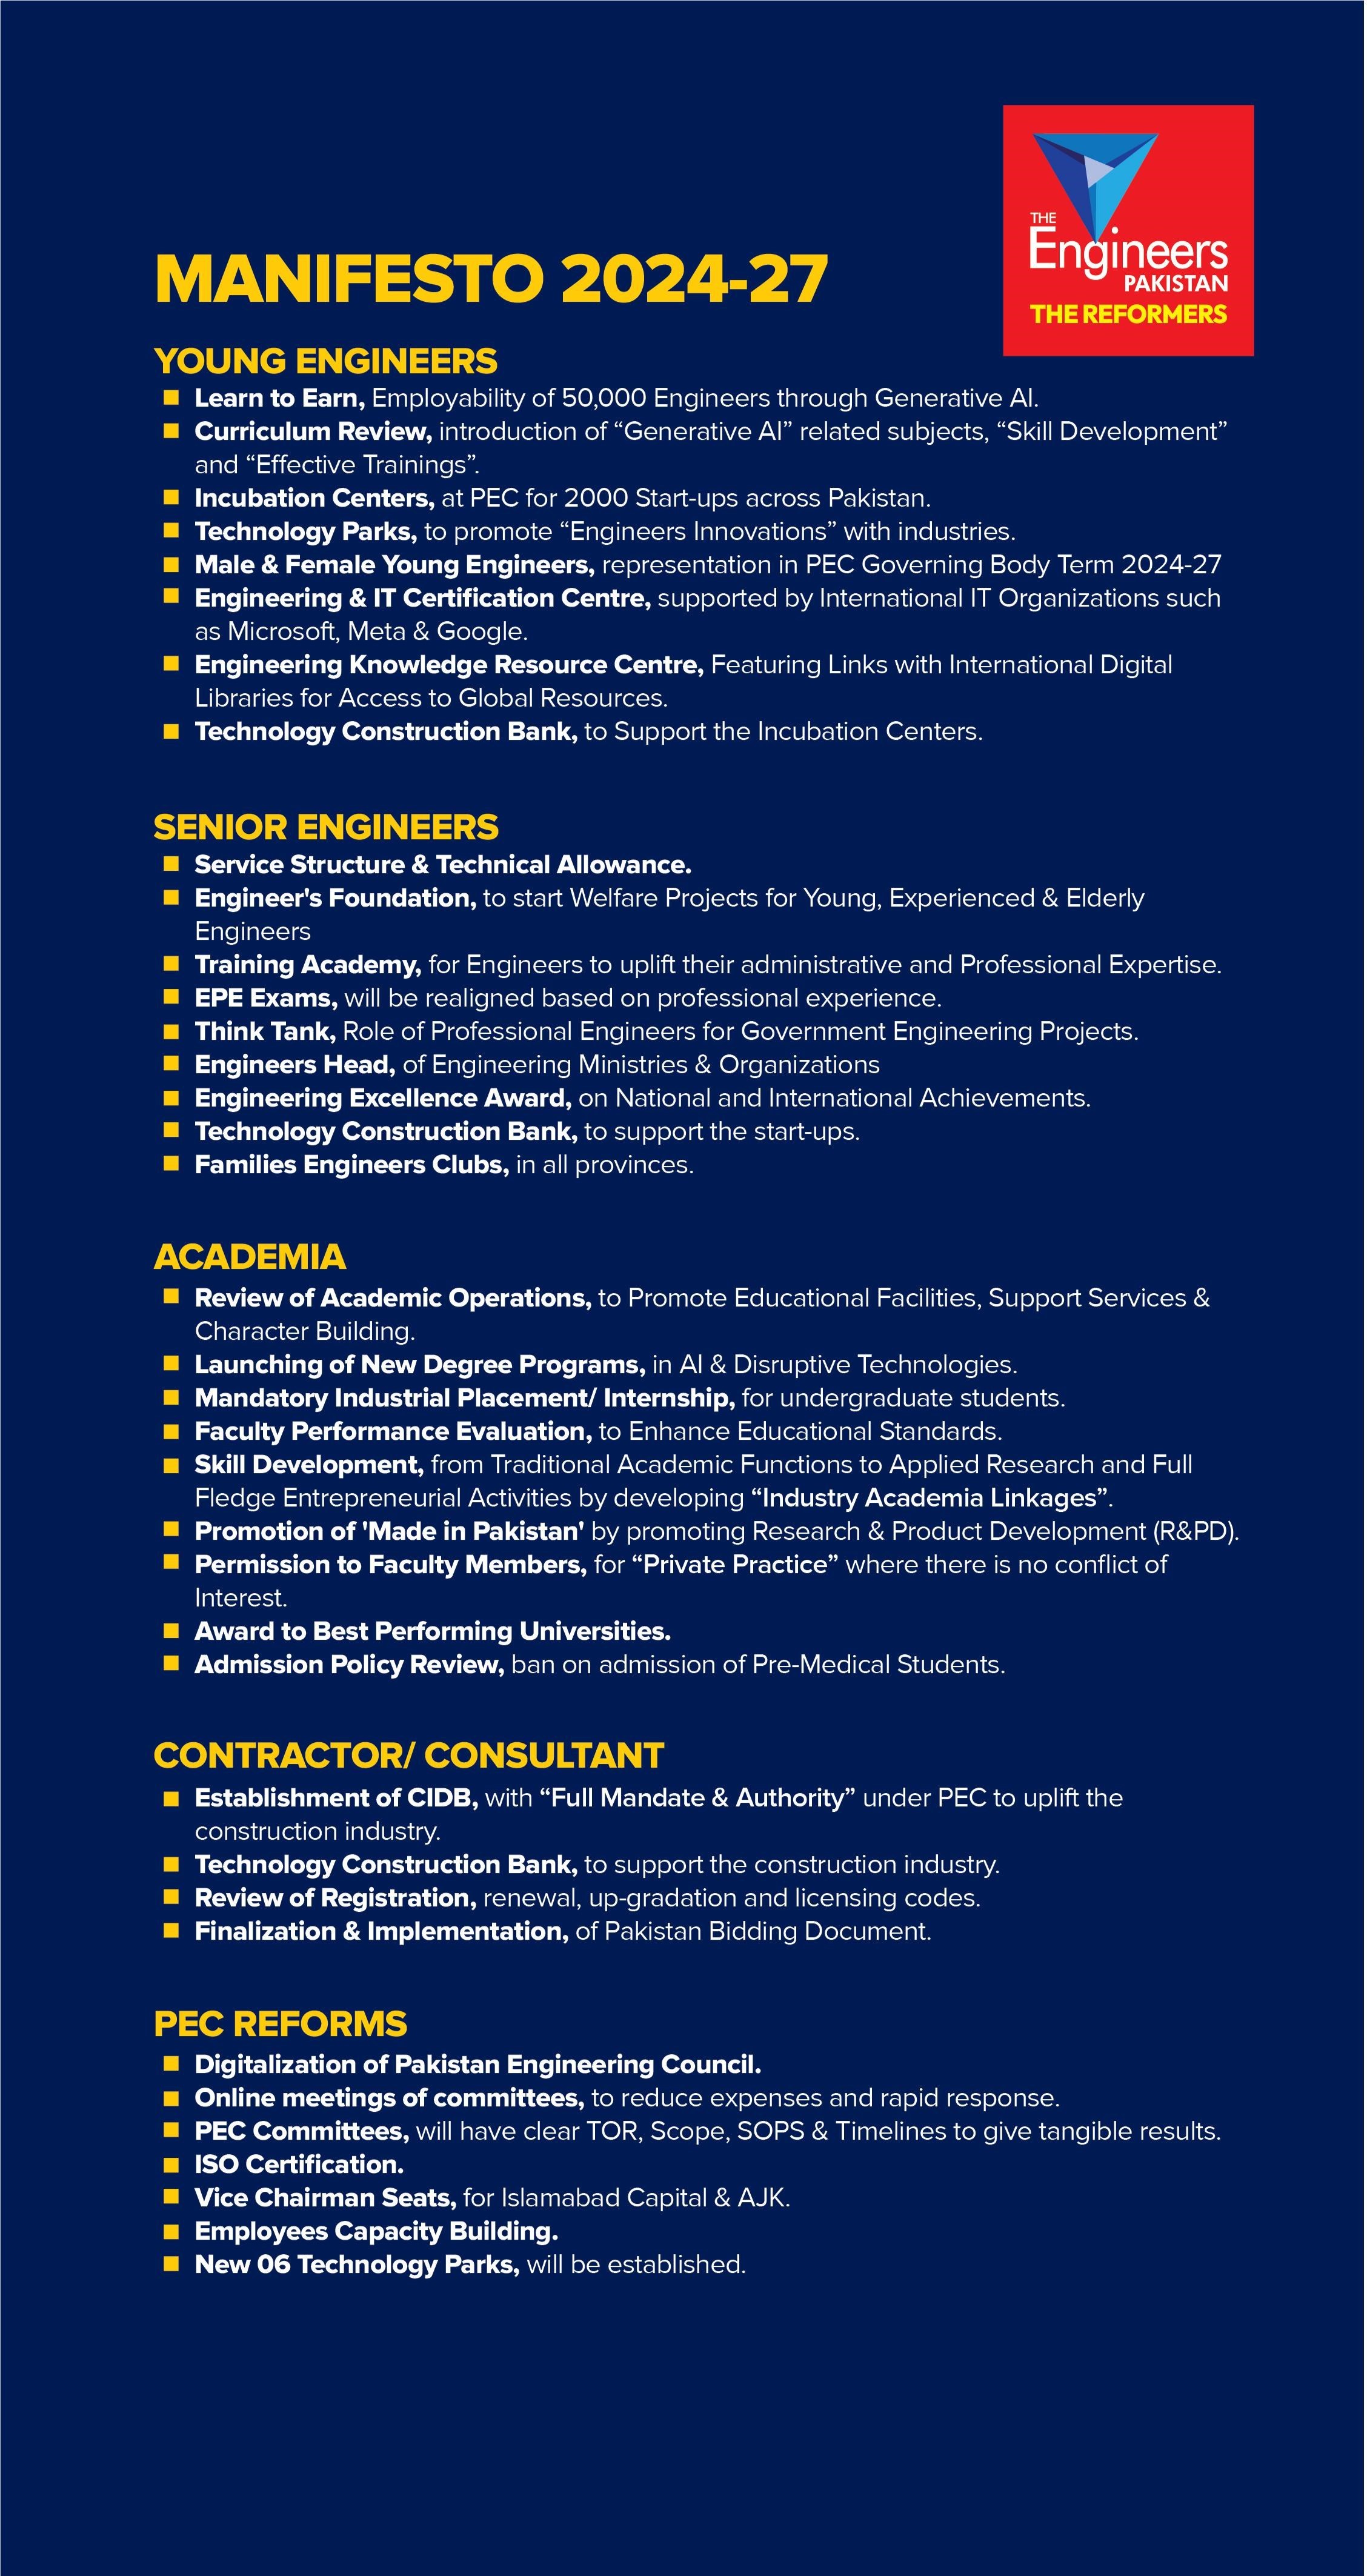 THE
Engineers
PAKISTAN
THE REFORMERS
MANIFESTO 2024-27
YOUNG ENGINEERS
Learn to Earn, Employability of 50,000 Engineers through Generative AI.
Curriculum Review, introduction of “Generative AI” related subjects, “Skill Development”
and “Effective Trainings”.
Incubation Centers, at PEC for 2000 Start-ups across Pakistan.
Technology Parks, to promote “Engineers Innovations” with industries.
Male & Female Young Engineers, representation in PEC Governing Body Term 2024-27
Engineering & IT Certification Centre, supported by International IT Organizations such
as Microsoft, Meta & Google.
Engineering Knowledge Resource Centre, Featuring Links with International Digital
Libraries for Access to Global Resources.
Technology Construction Bank, to Support the Incubation Centers.
SENIOR ENGINEERS
Service Structure & Technical Allowance.
Engineer's Foundation, to start Welfare Projects for Young, Experienced & Elderly
Engineers
Training Academy, for Engineers to uplift their administrative and Professional Expertise.
EPE Exams, will be realigned based on professional experience.
Think Tank, Role of Professional Engineers for Government Engineering Projects.
Engineers Head, of Engineering Ministries & Organizations
Engineering Excellence Award, on National and International Achievements.
Technology Construction Bank, to support the start-ups.
Families Engineers Clubs, in all provinces.
ACADEMIA
Review of Academic Operations, to Promote Educational Facilities, Support Services &
Character Building.
Launching of New Degree Programs, in AI & Disruptive Technologies.
Mandatory Industrial Placement/ Internship, for undergraduate students.
Faculty Performance Evaluation, to Enhance Educational Standards.
Skill Development, from Traditional Academic Functions to Applied Research and Full
Fledge Entrepreneurial Activities by developing “Industry Academia Linkages”.
Promotion of 'Made in Pakistan' by promoting Research & Product Development (R&PD).
Permission to Faculty Members, for “Private Practice” where there is no conflict of
Interest.
Award to Best Performing Universities.
Admission Policy Review, ban on admission of Pre-Medical Students.
CONTRACTOR/ CONSULTANT
Establishment of CIDB, with “Full Mandate & Authority” under PEC to uplift the
construction industry.
Technology Construction Bank, to support the construction industry.
Review of Registration, renewal, up-gradation and licensing codes.
Finalization & Implementation, of Pakistan Bidding Document.
PEC REFORMS
Digitalization of Pakistan Engineering Council.
Online meetings of committees, to reduce expenses and rapid response.
PEC Committees, will have clear TOR, Scope, SOPS & Timelines to give tangible results.
ISO Certification.
Vice Chairman Seats, for Islamabad Capital & AJK.
Employees Capacity Building.
New 06 Technology Parks, will be established.